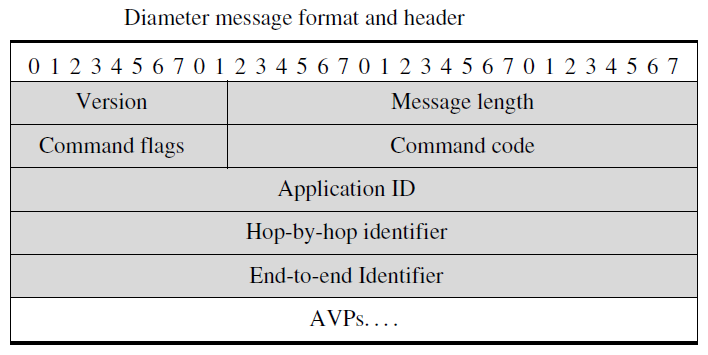 Diameter message format and header
0 1 2 3 4 5 6 7 0 1 2 3 4 5 6 7 0 1 2 3 4 5 6 7 0 1 2 3 4 5 6 7
Version Message length
Command flags Command code
Application ID
Hop-by-hop identifier
End-to-end Identifier
AVPs. . . .